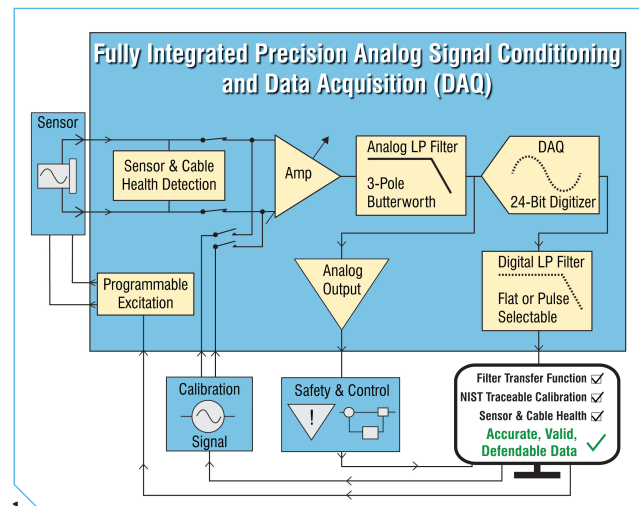 Fully Integrated Precision Analog Signal Conditioning
and Data Acquisition (DAQ)
Sensor
Sensor & Cable
Health Detection
Amp
Analog LP Filter
3-Pole
Butterworth
DAQ
24-Bit Digitizer
Programmable
Excitation
Analog
Output
Digital LP Filter
Flat or Pulse
Selectable
Calibration
Signal
Safety & Control
!
Filter Transfer Function
NIST Traceable Calibration
Sensor & Cable Health
Accurate, Valid,
Defendable Data